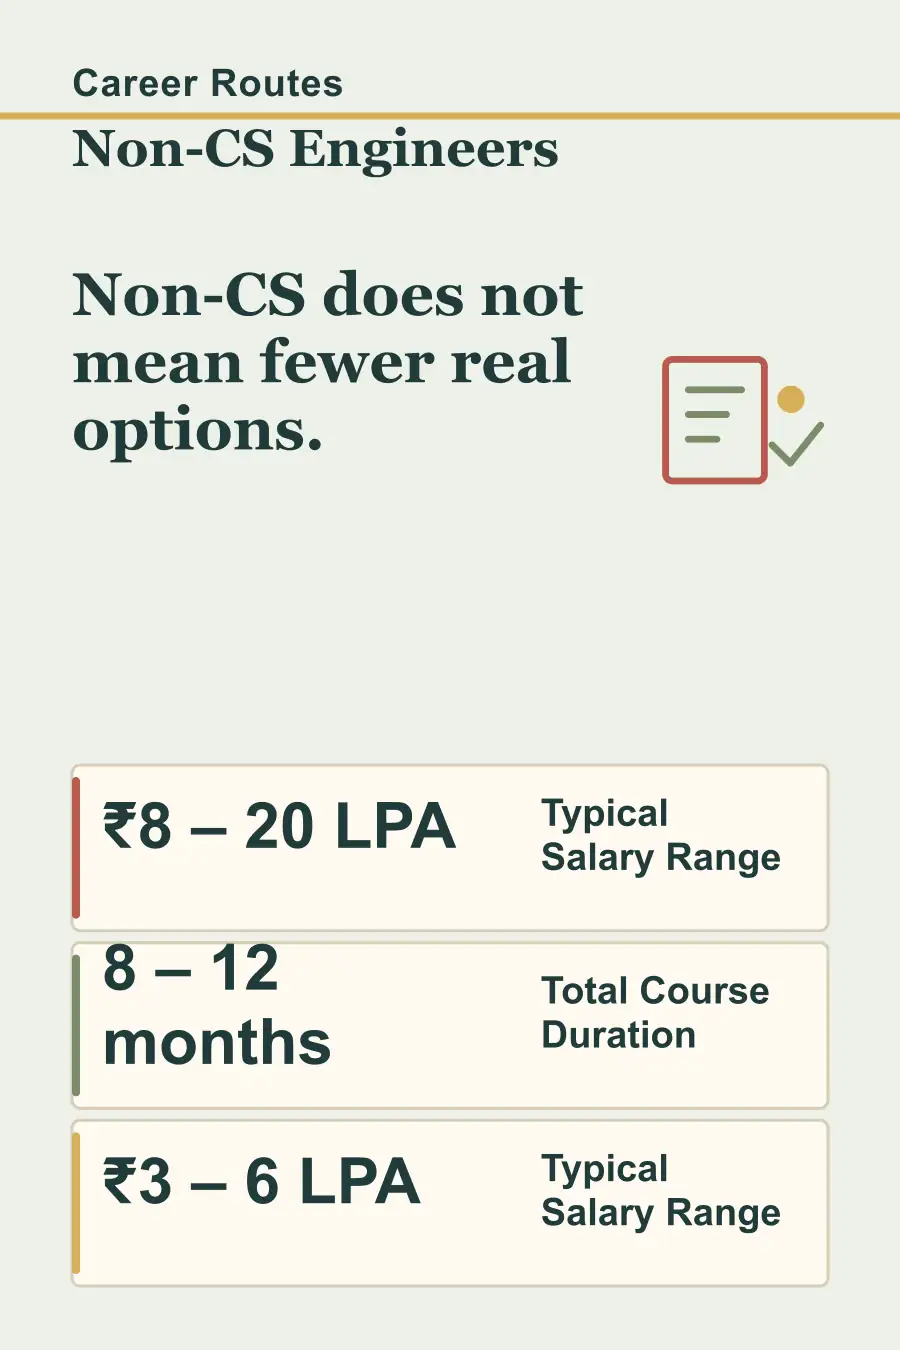 Career Routes
Non-CS Engineers
Non-CS does not
mean fewer real
options.
₹8 – 20 LPA
Typical
Salary Range
8 – 12
months
Total Course
Duration
₹3 – 6 LPA
Typical
Salary Range